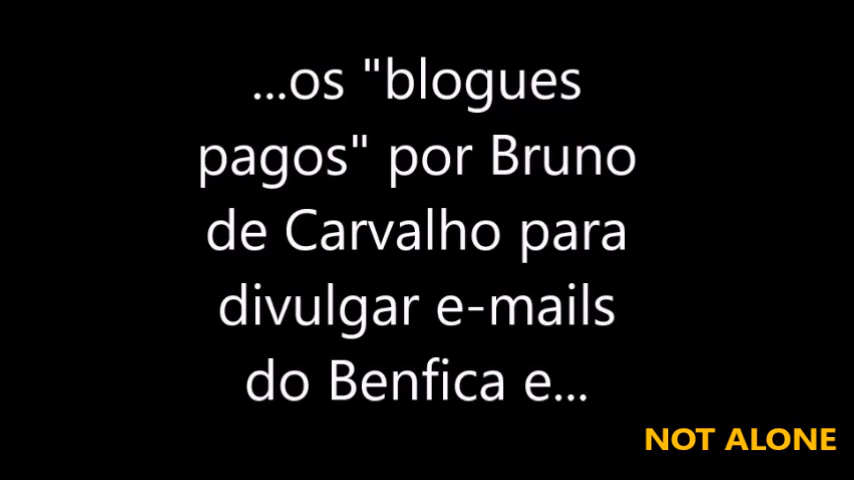 ...os "blogues
pagos" por Bruno
de Carvalho para
divulgar e-mails
do Benfica e...
NOT ALONE